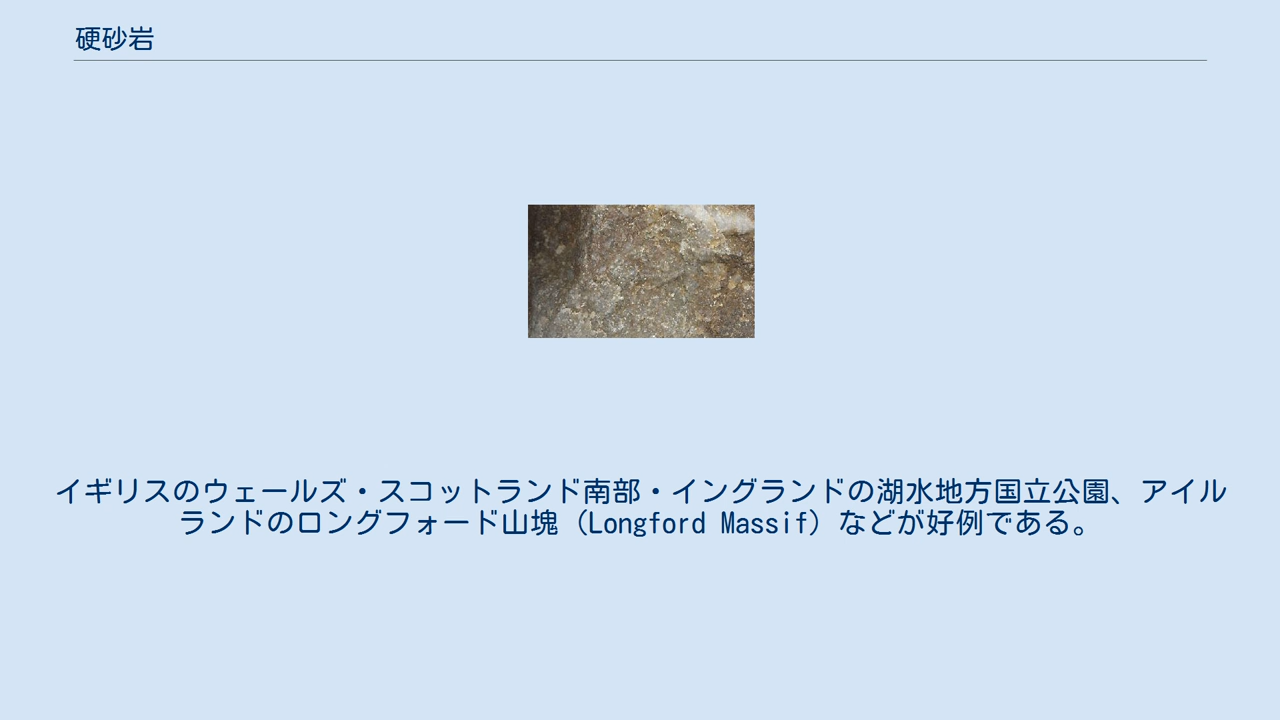 硬砂岩
イギリスのウェールズ・スコットランド南部・イングランドの湖水地方国立公園、アイル
ランドのロングフォード山塊（Longford Massif）などが好例である。